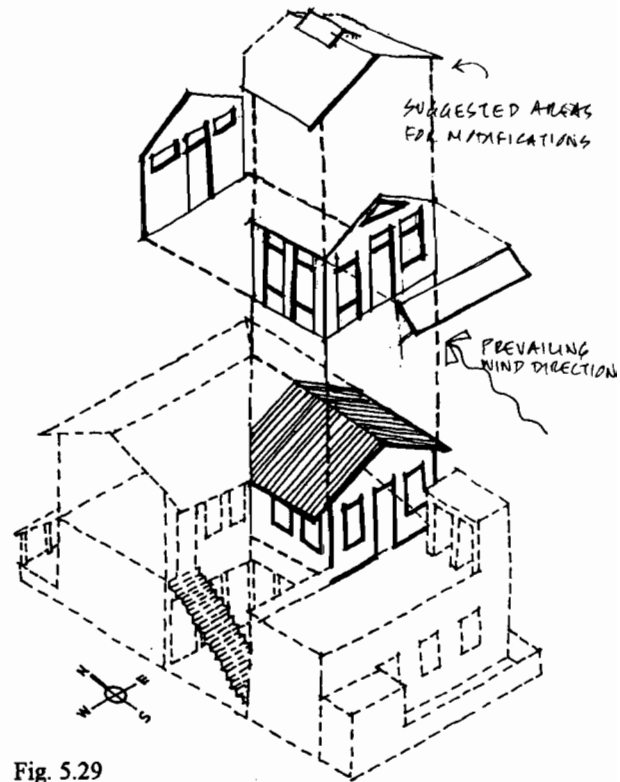 SUGGESTED AREAS
FOR MODIFICATIONS
PREVAILING
WIND DIRECTION
N E
W S
Fig. 5.29